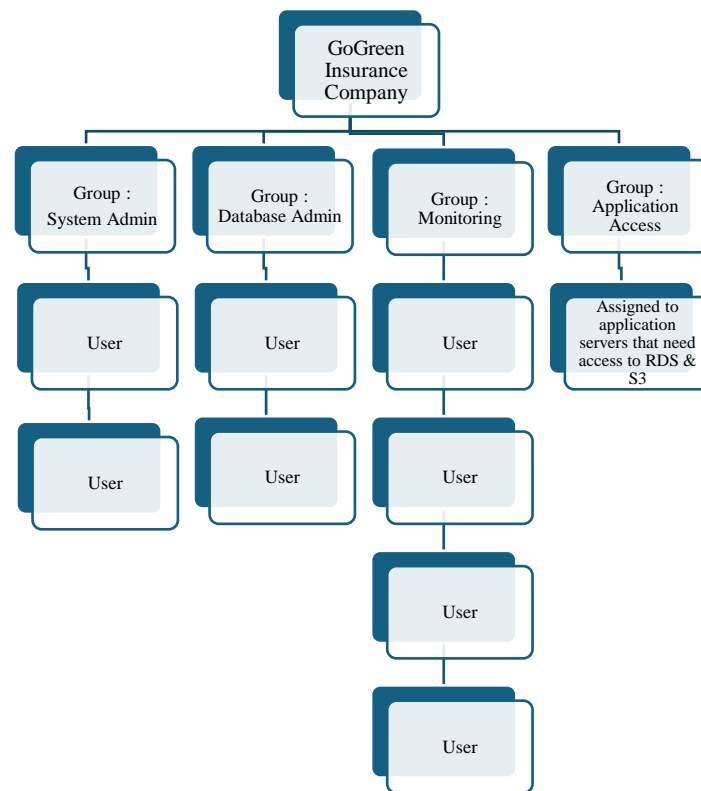 GoGreen
Insurance
Company
Group :
System Admin
Group :
Database Admin
Group :
Monitoring
Group :
Application
Access
User
User
User
Assigned to
application
servers that need
access to RDS &
S3
User
User
User
User
User